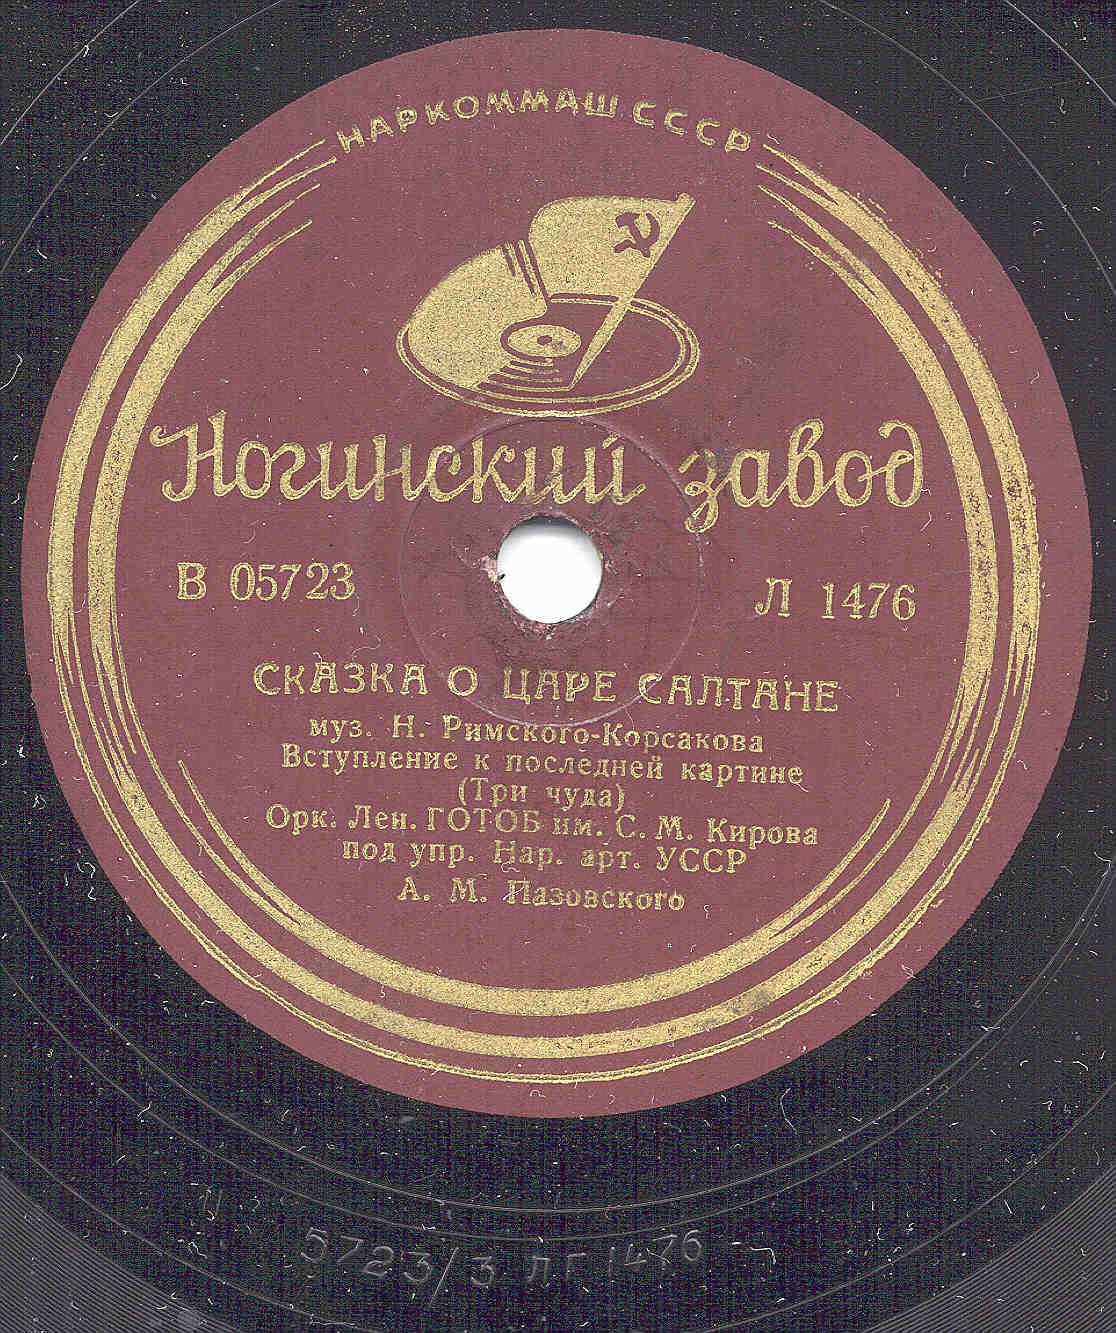 НАРКОММАШ СССР
Ногинский завод
В 05723
Л 1476
СКАЗКА О ЦАРЕ САЛТАНЕ
муз. Н. Римского-Корсакова
Вступление к последней картине
(Три чуда)
Орк. Лен. ГОТОБ им. С. М. Кирова
под упр. Нар. арт. УССР
А. М. Пазовского
5723/3 ЛГ 1476